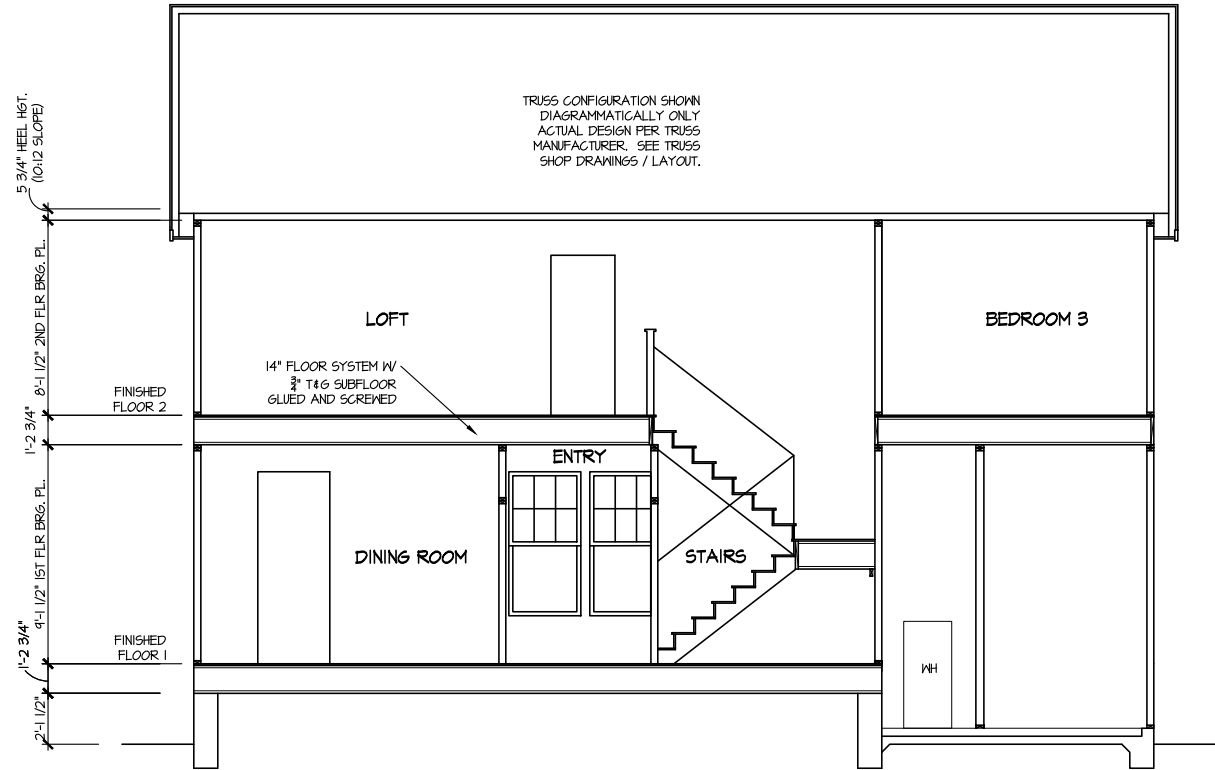 TRUSS CONFIGURATION SHOWN
DIAGRAMMATICALLY ONLY
ACTUAL DESIGN PER TRUSS
MANUFACTURER. SEE TRUSS
SHOP DRAWINGS / LAYOUT.
5 3/4" HEEL HGT.
(10:12 SLOPE)
8'-1 1/2" 2ND FLR BRG. PL.
LOFT
BEDROOM 3
14" FLOOR SYSTEM W/
3/4" T&G SUBFLOOR
GLUED AND SCREWED
FINISHED
FLOOR 2
1'-2 3/4"
ENTRY
9'-1 1/2" 1ST FLR BRG. PL.
DINING ROOM
STAIRS
FINISHED
FLOOR 1
1'-2 3/4"
WH
2'-1 1/2"